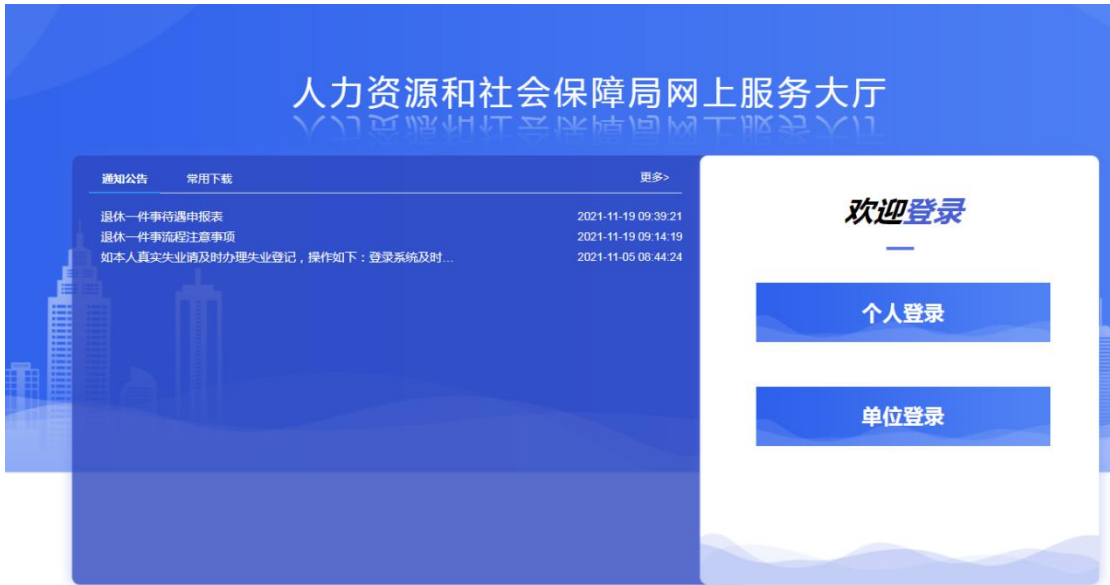 人力资源和社会保障局网上服务大厅
通知公告 常用下载 更多>
退休一件事待遇申报表 2021-11-19 09:39:21
退休一件事流程注意事项 2021-11-19 09:14:19
如本人真实失业请及时办理失业登记，操作如下：登录系统及时... 2021-11-05 08:44:24
欢迎登录
个人登录
单位登录